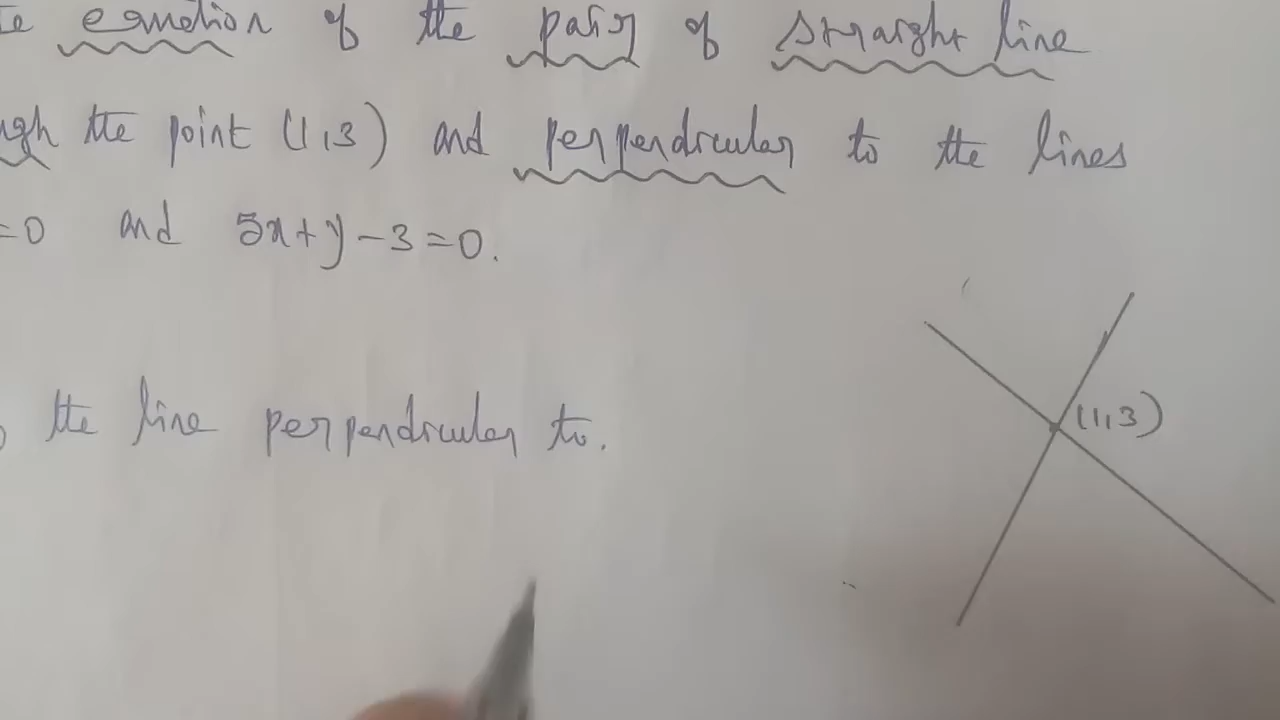 equation of the pair of straight line
the point (1,3) and perpendicular to the lines
=0 and 5x+y-3=0.
(1,3)
the line perpendicular to.